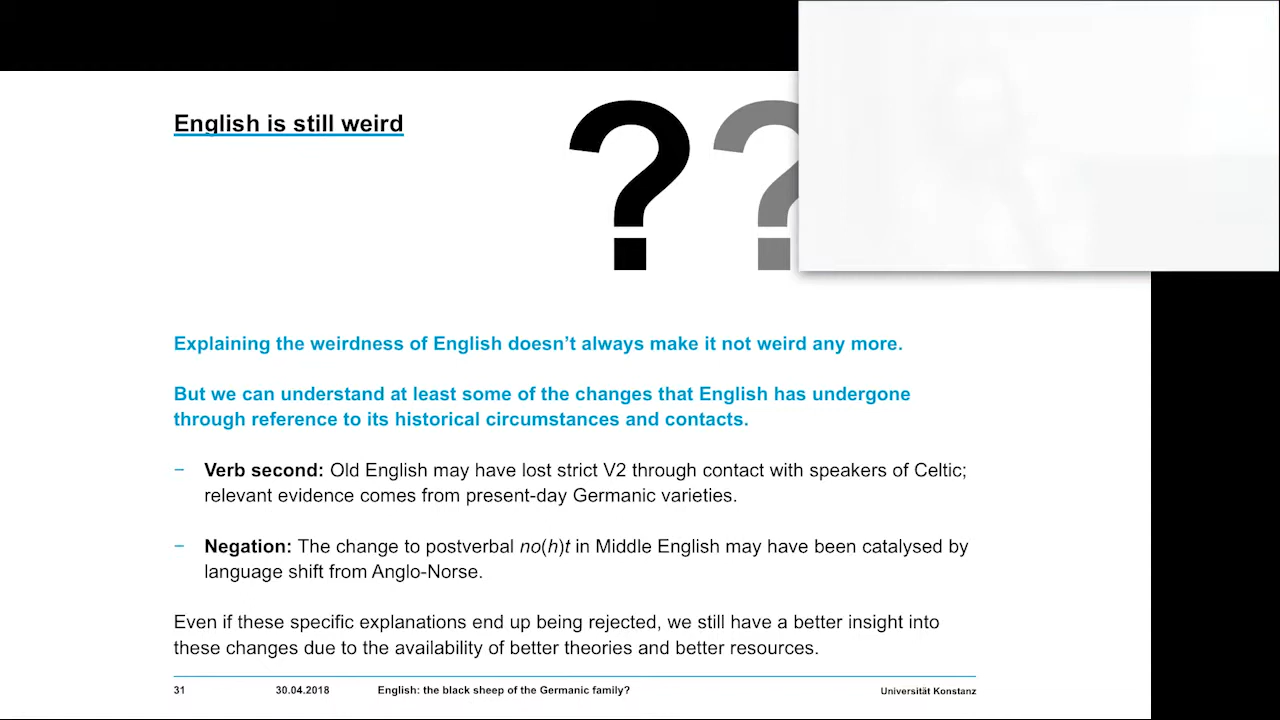 English is still weird
??
Explaining the weirdness of English doesn’t always make it not weird any more.
But we can understand at least some of the changes that English has undergone
through reference to its historical circumstances and contacts.
– Verb second: Old English may have lost strict V2 through contact with speakers of Celtic;
relevant evidence comes from present-day Germanic varieties.
– Negation: The change to postverbal no(h)t in Middle English may have been catalysed by
language shift from Anglo-Norse.
Even if these specific explanations end up being rejected, we still have a better insight into
these changes due to the availability of better theories and better resources.
31 30.04.2018 English: the black sheep of the Germanic family? Universität Konstanz